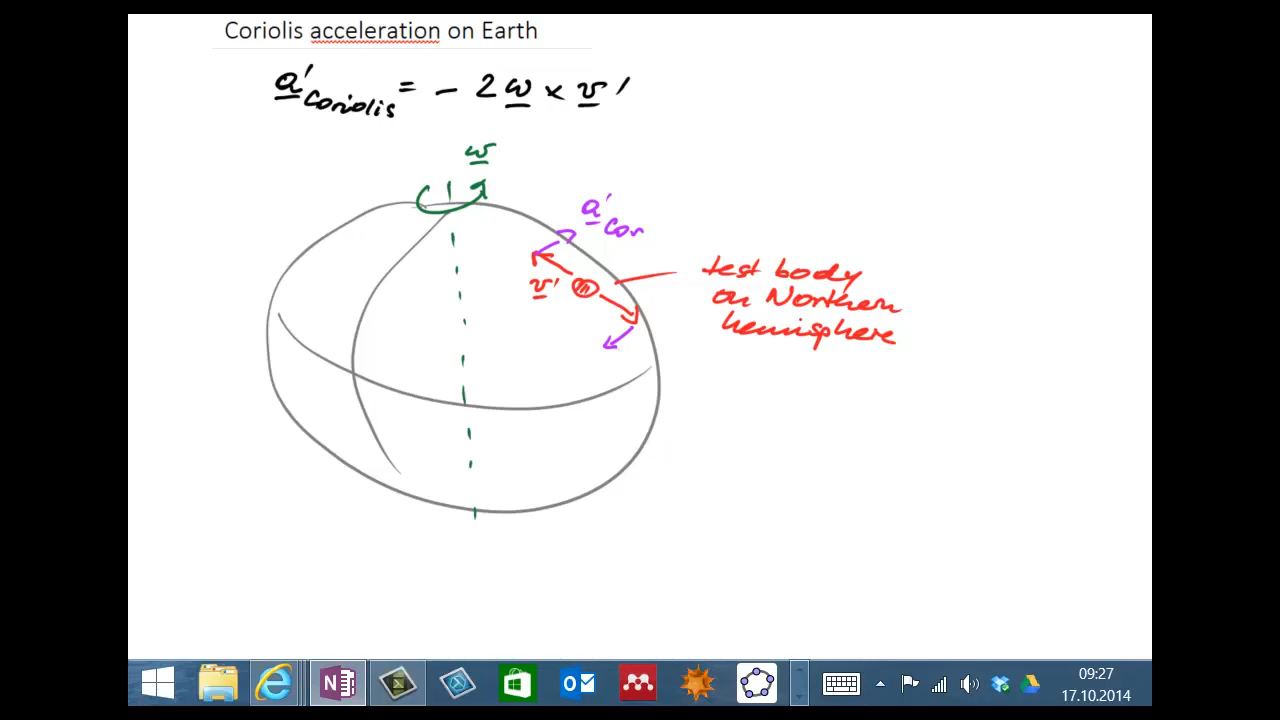 Coriolis acceleration on Earth
a' Coriolis = - 2 ω × v'
ω
a' Cor
v'
test body
on Northern
hemisphere
09:27
17.10.2014